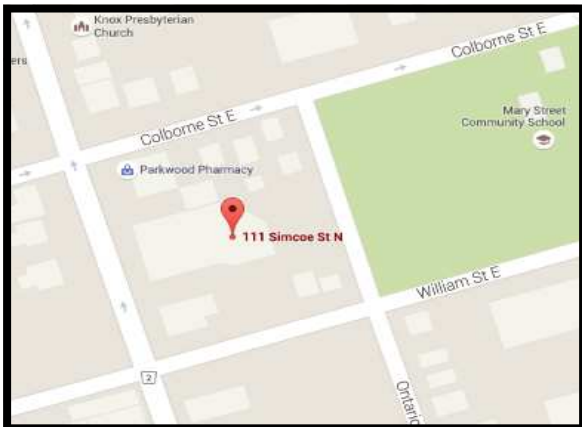 Knox Presbyterian
Church
Colborne St E
ers
Mary Street
Community School
Colborne St E
Parkwood Pharmacy
111 Simcoe St N
William St E
2
Ontario